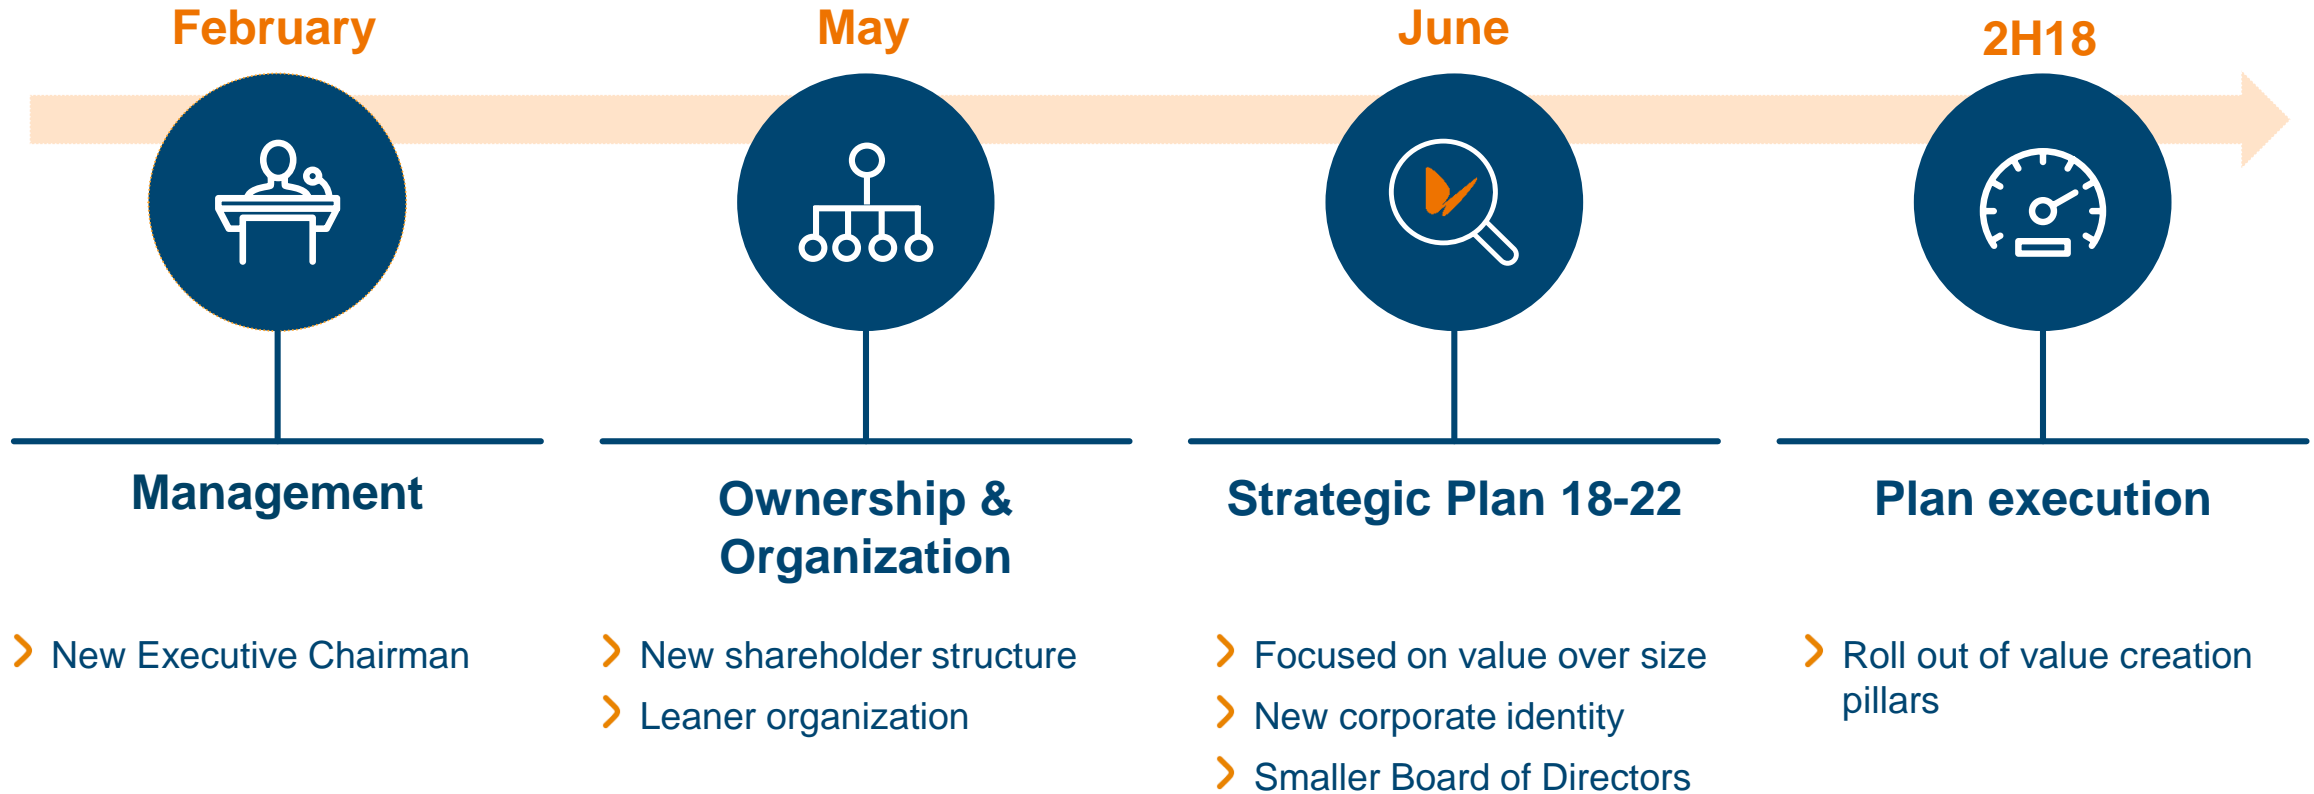 February
May
June
2H18
Management
Ownership &
Organization
Strategic Plan 18-22
Plan execution
New Executive Chairman
New shareholder structure
Leaner organization
Focused on value over size
New corporate identity
Smaller Board of Directors
Roll out of value creation
pillars